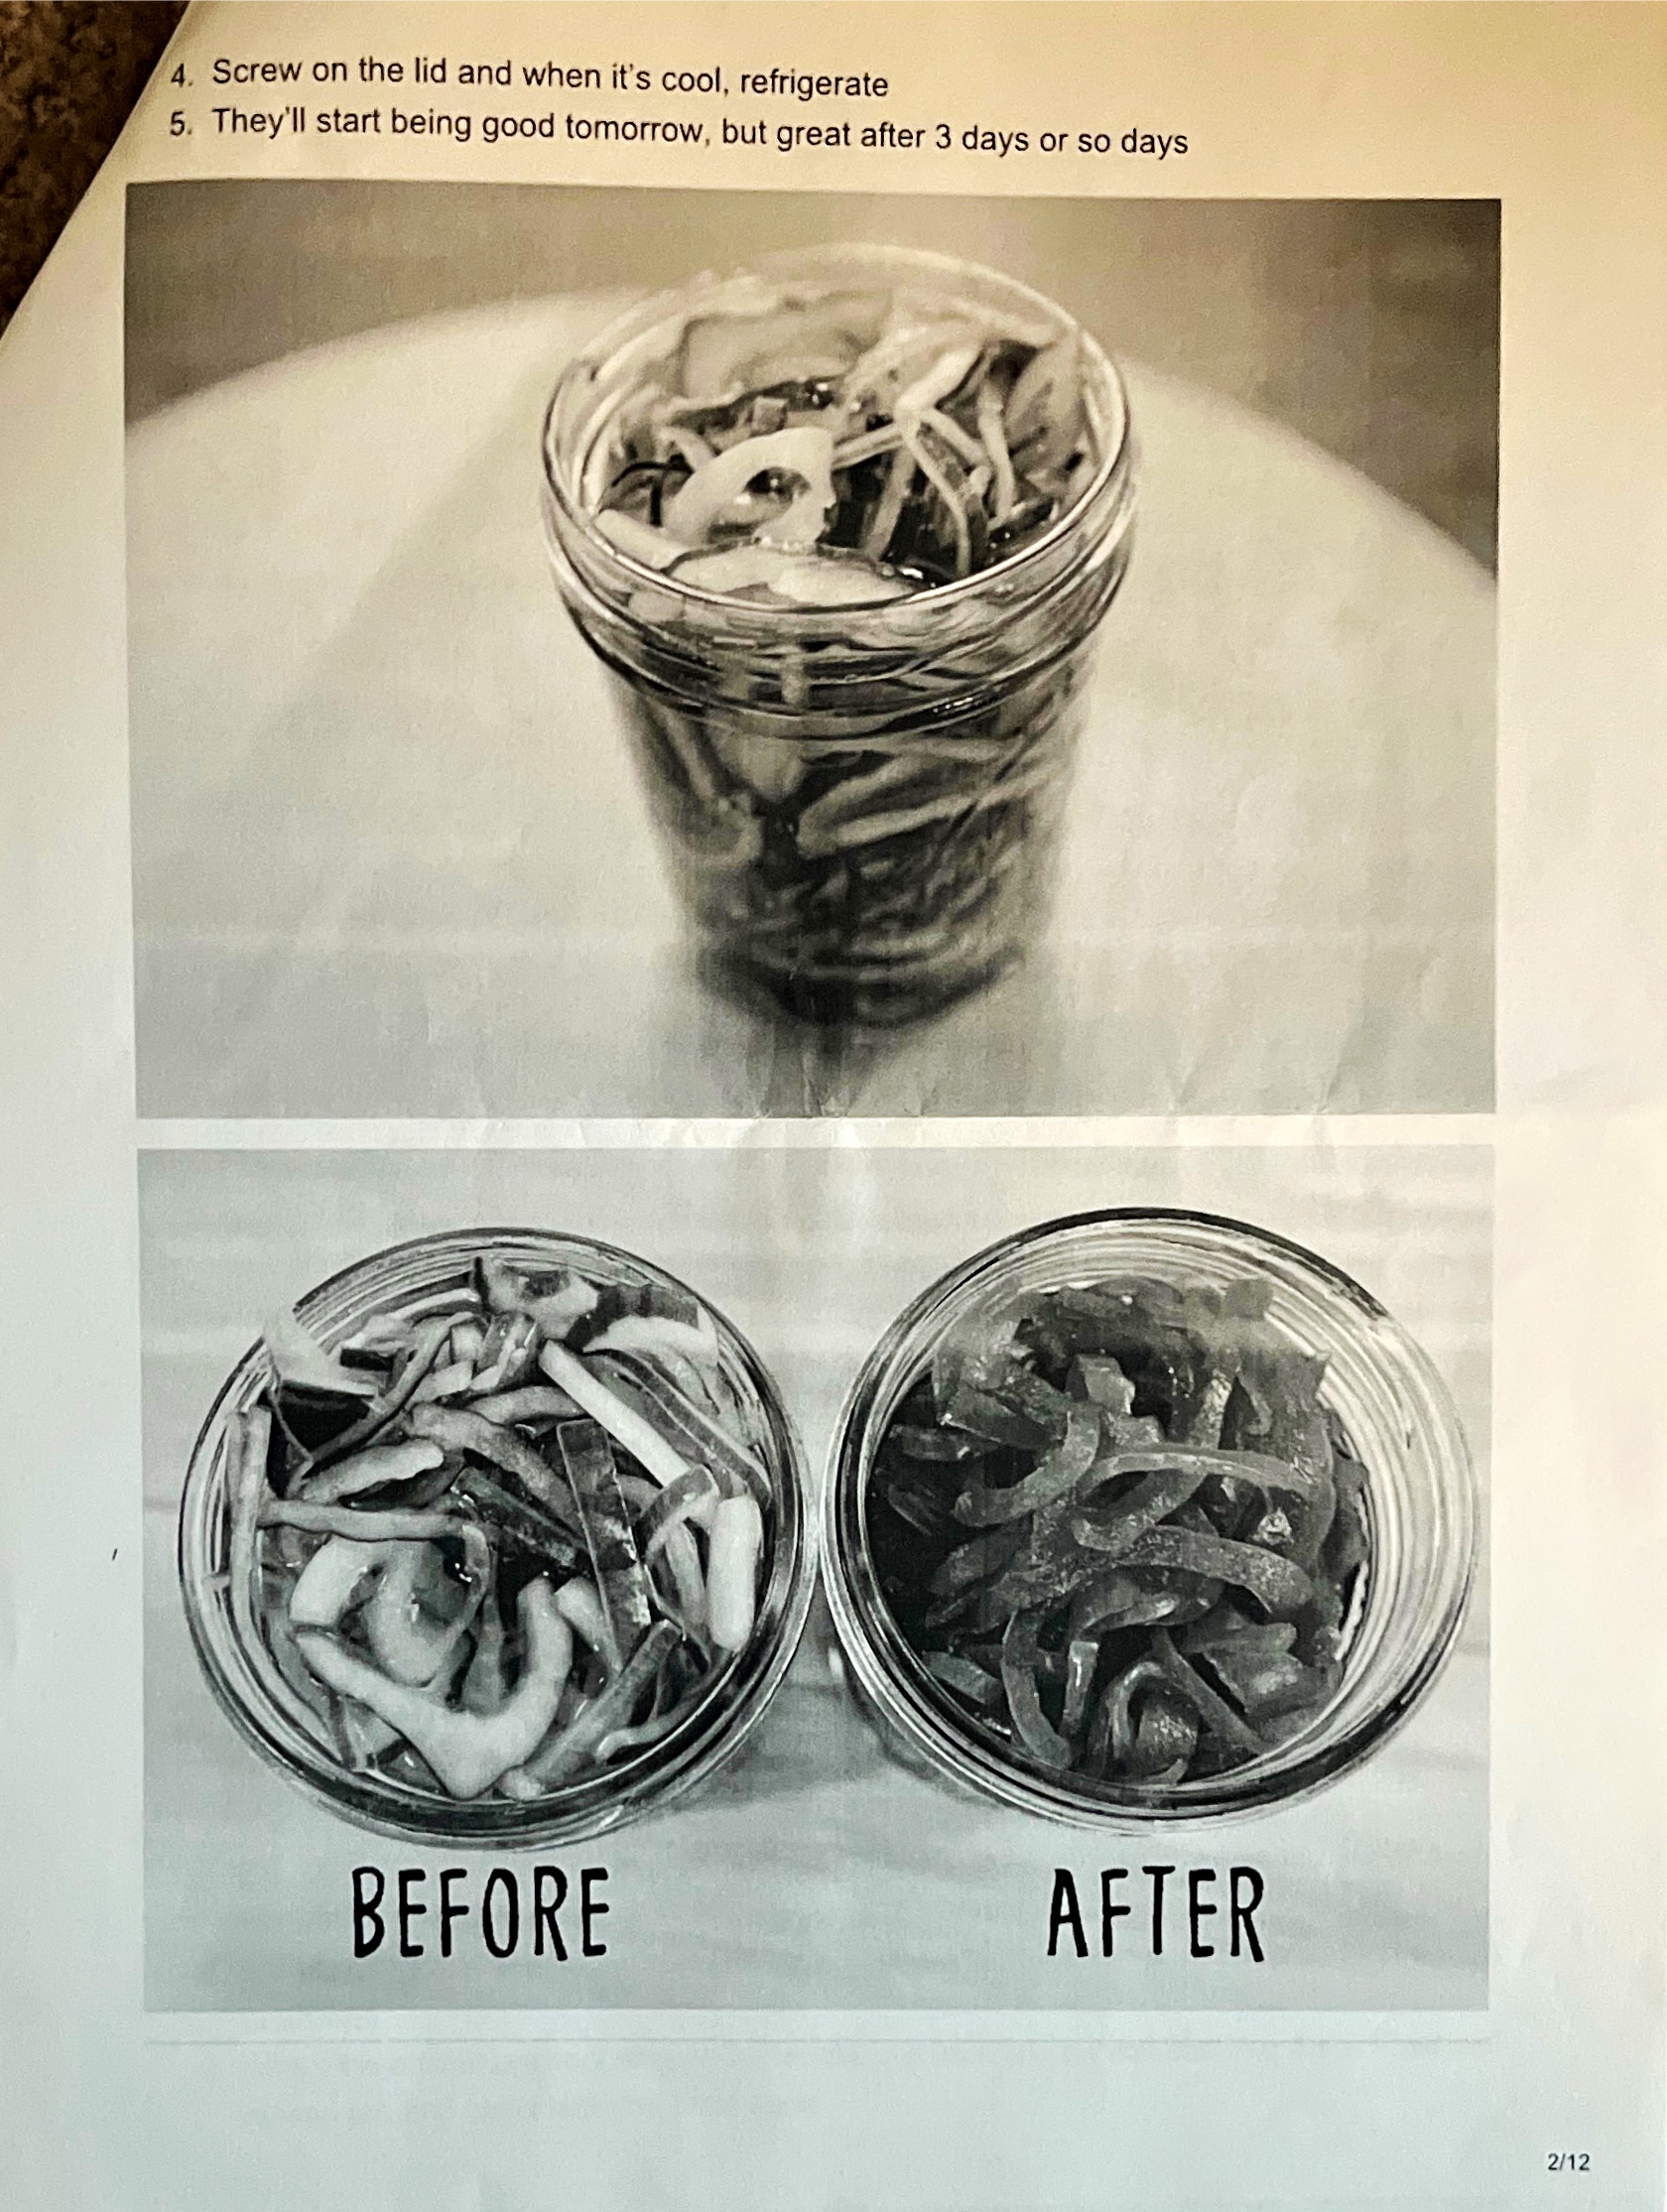 4. Screw on the lid and when it's cool, refrigerate
5. They'll start being good tomorrow, but great after 3 days or so days
BEFORE
AFTER
2/12